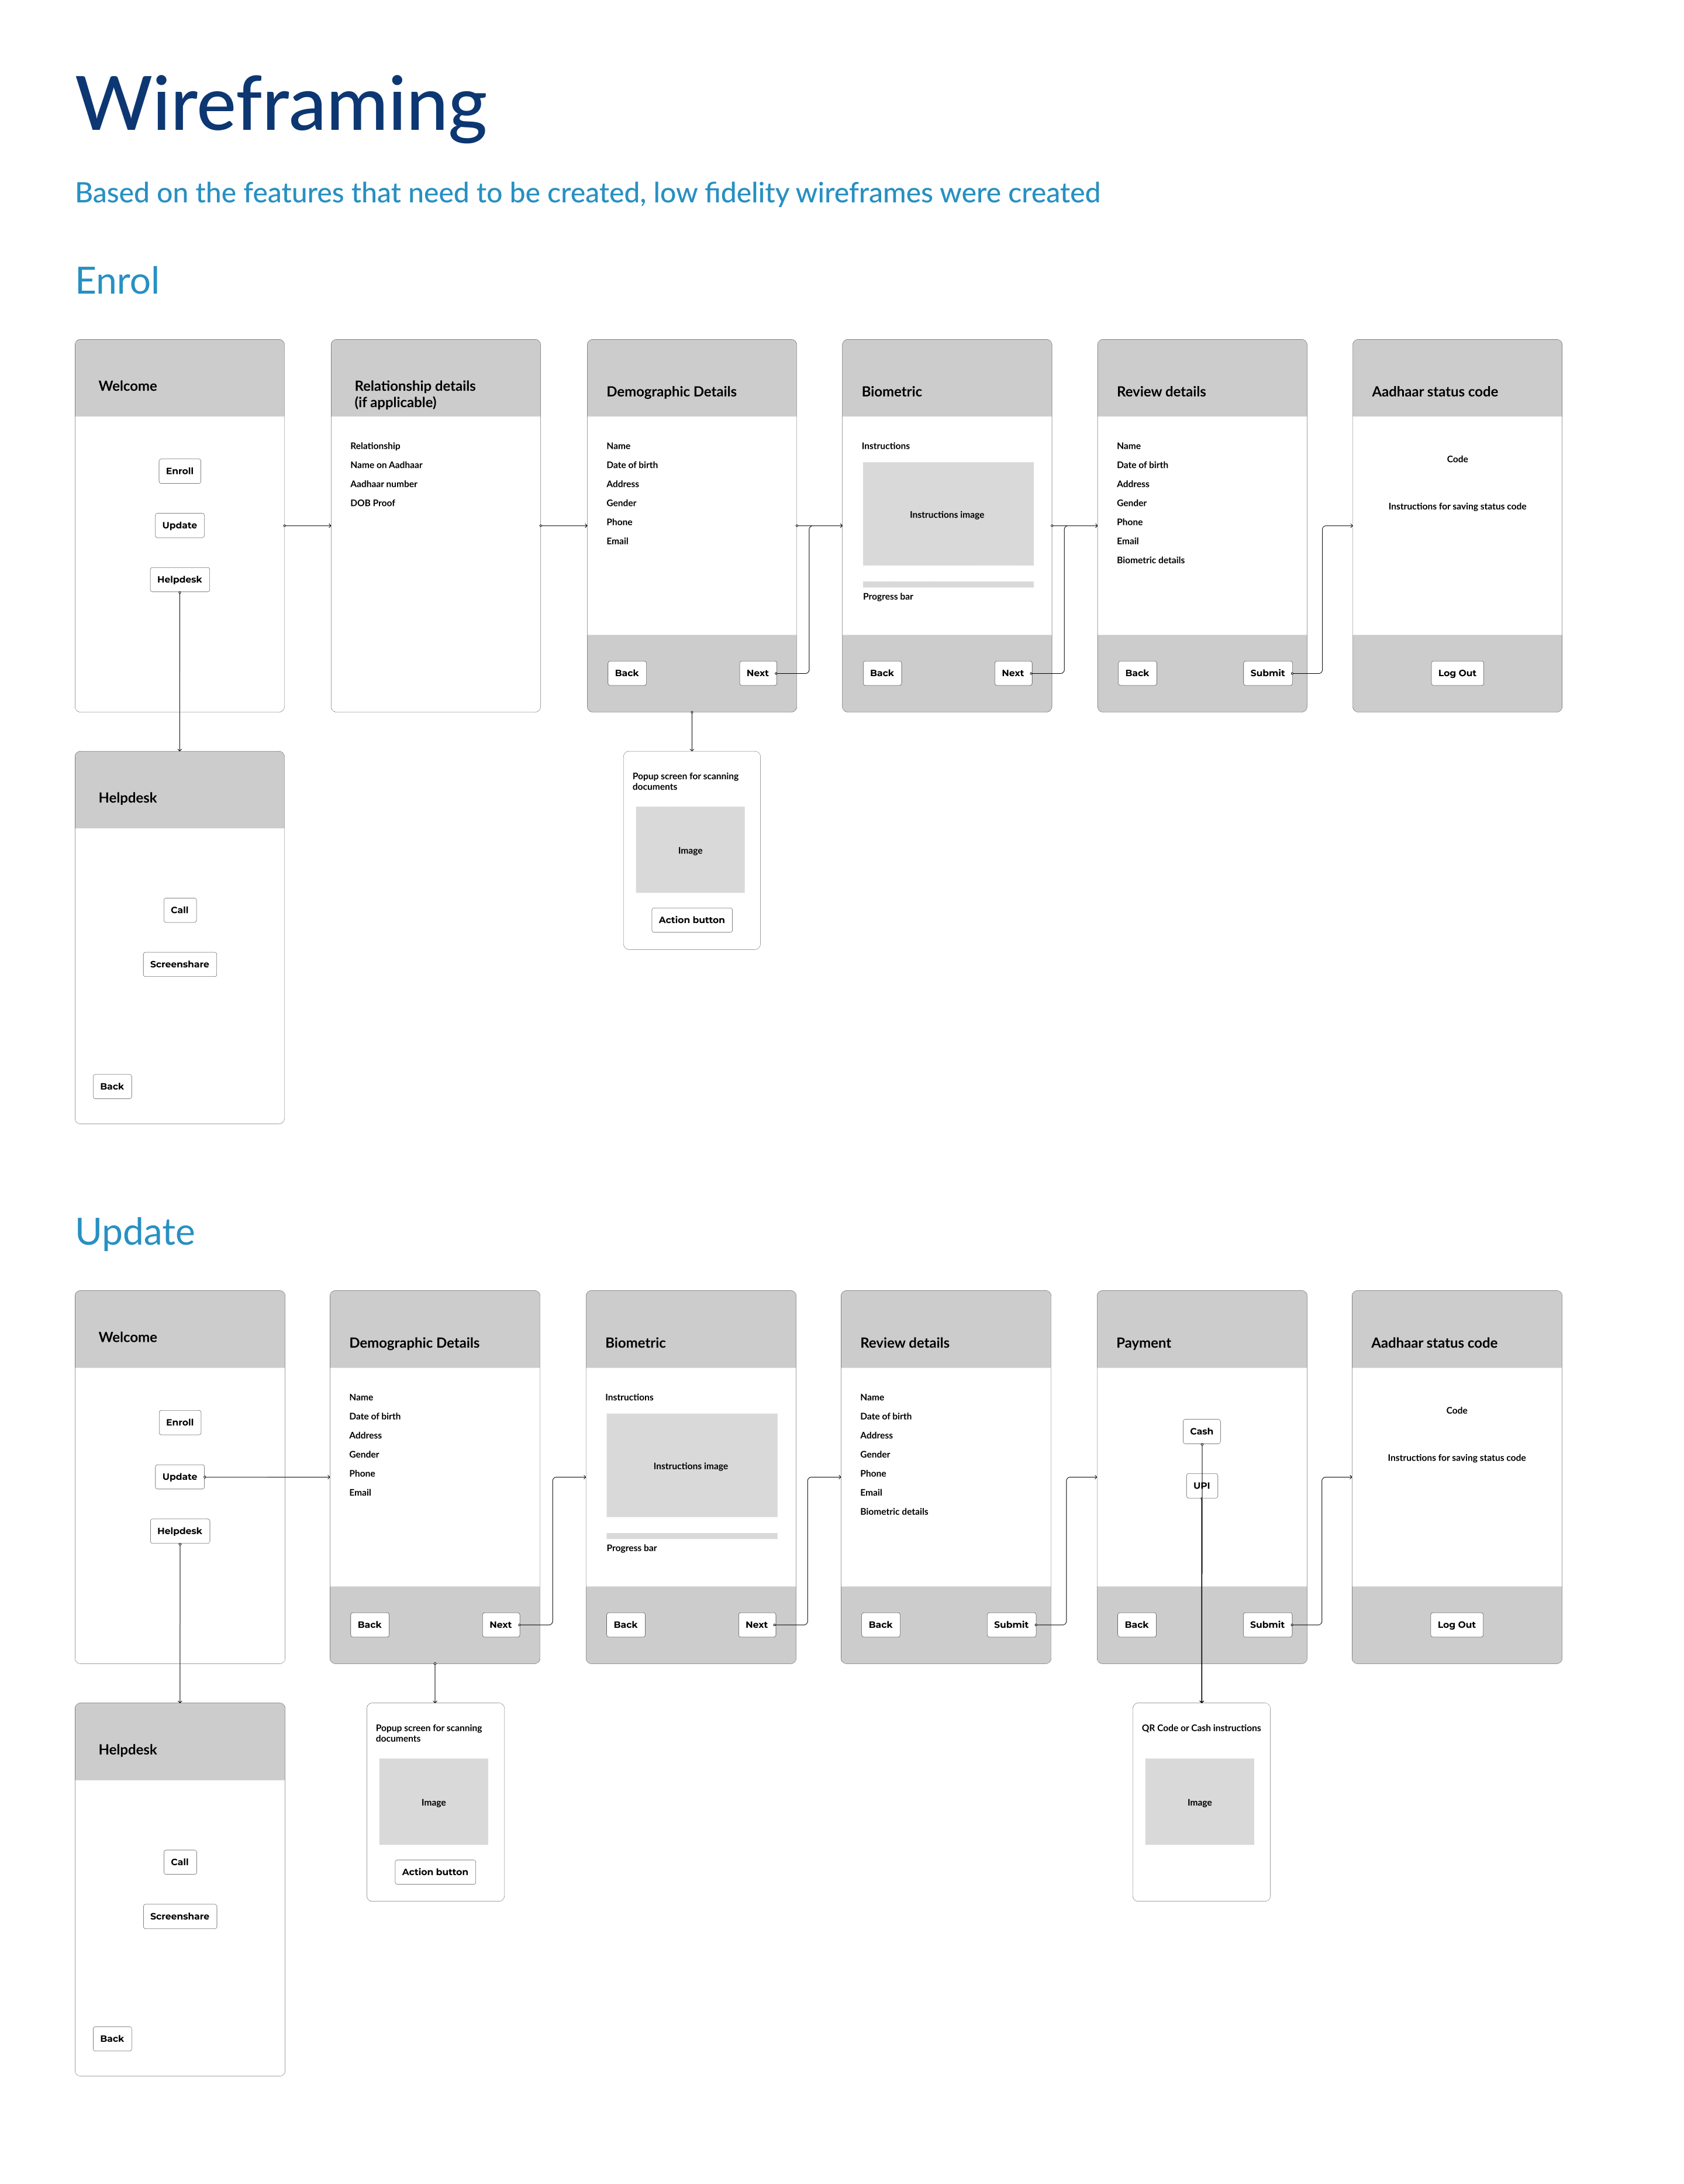 Wireframing
Based on the features that need to be created, low fidelity wireframes were created
Enrol
Welcome
Enroll
Update
Helpdesk
Relationship details
(if applicable)
Relationship
Name on Aadhaar
Aadhaar number
DOB Proof
Demographic Details
Name
Date of birth
Address
Gender
Phone
Email
Back
Next
Biometric
Instructions
Instructions image
Progress bar
Back
Next
Review details
Name
Date of birth
Address
Gender
Phone
Email
Biometric details
Back
Submit
Aadhaar status code
Code
Instructions for saving status code
Log Out
Helpdesk
Call
Screenshare
Back
Popup screen for scanning
documents
Image
Action button
Update
Welcome
Enroll
Update
Helpdesk
Demographic Details
Name
Date of birth
Address
Gender
Phone
Email
Back
Next
Biometric
Instructions
Instructions image
Progress bar
Back
Next
Review details
Name
Date of birth
Address
Gender
Phone
Email
Biometric details
Back
Submit
Payment
Cash
UPI
Back
Submit
Aadhaar status code
Code
Instructions for saving status code
Log Out
Helpdesk
Call
Screenshare
Back
Popup screen for scanning
documents
Image
Action button
QR Code or Cash instructions
Image